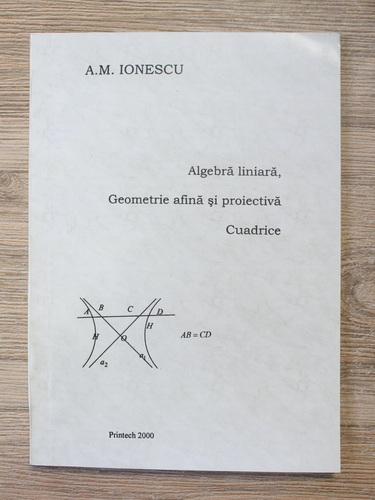 A.M. IONESCU
Algebră liniară,
Geometrie afină și proiectivă
Cuadrice
A B C D
H H
O
AB = CD
a₂ a₁
Printech 2000